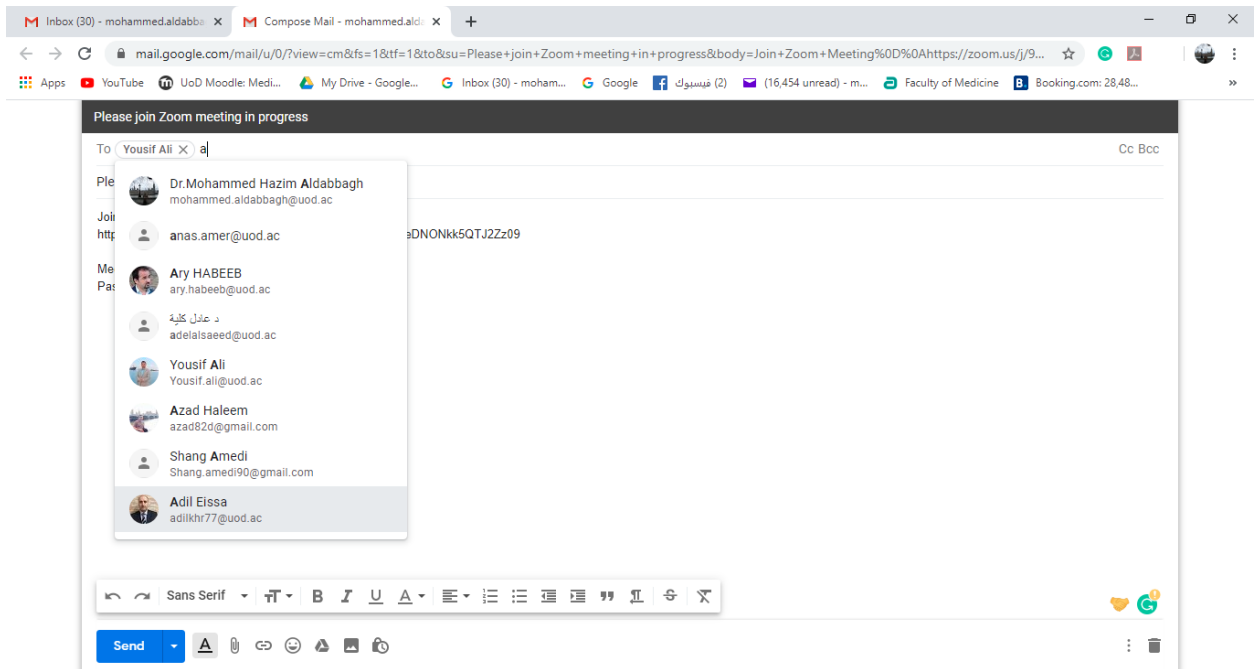 Inbox (30) - mohammed.aldabba
Compose Mail - mohammed.alda
mail.google.com/mail/u/0/?view=cm&fs=1&tf=1&to&su=Please+join+Zoom+meeting+in+progress&body=Join+Zoom+Meeting%0D%0Ahttps://zoom.us/j/9...
Apps YouTube UoD Moodle: Medi... My Drive - Google... Inbox (30) - moham... Google (2) فيسبوك (16,454 unread) - m... Faculty of Medicine Booking.com: 28,48... »
Please join Zoom meeting in progress
To Yousif Ali a Cc Bcc
Ple
Dr.Mohammed Hazim Aldabbagh
mohammed.aldabbagh@uod.ac
Joi
http eDNONkk5QTJ2Zz09
anas.amer@uod.ac
Me
Pas
Ary HABEEB
ary.habeeb@uod.ac
د عادل كلية
adelalsaeed@uod.ac
Yousif Ali
Yousif.ali@uod.ac
Azad Haleem
azad82d@gmail.com
Shang Amedi
Shang.amedi90@gmail.com
Adil Eissa
adilkhr77@uod.ac
Sans Serif
Send